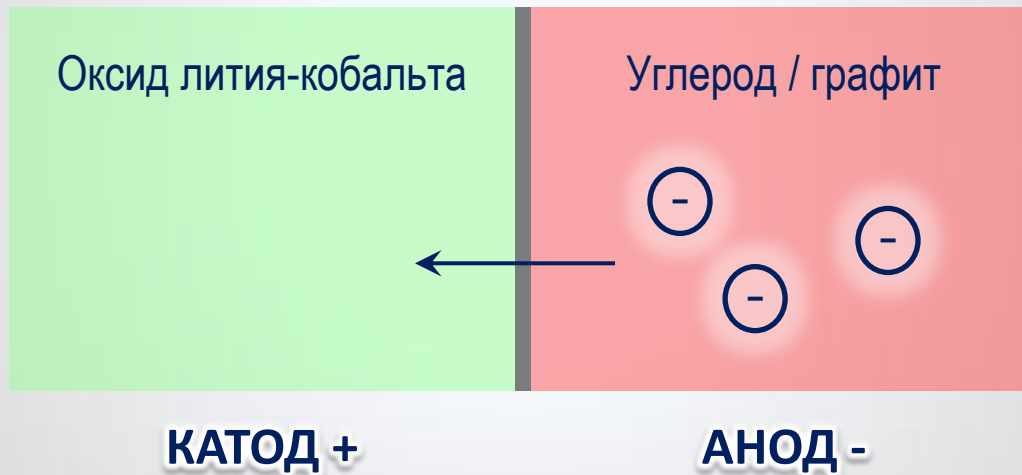 Оксид лития-кобальта
Углерод / графит
-
-
-
КАТОД +
АНОД -